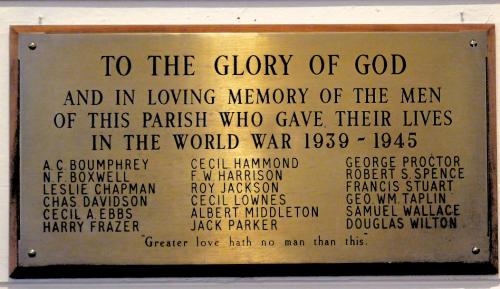 TO THE GLORY OF GOD
AND IN LOVING MEMORY OF THE MEN
OF THIS PARISH WHO GAVE THEIR LIVES
IN THE WORLD WAR 1939 - 1945
A.C. BOUMPHREY
N.F. BOXWELL
LESLIE CHAPMAN
CHAS DAVIDSON
CECIL A. EBBS
HARRY FRAZER
CECIL HAMMOND
F.W. HARRISON
ROY JACKSON
CECIL LOWNES
ALBERT MIDDLETON
JACK PARKER
GEORGE PROCTOR
ROBERT S. SPENCE
FRANCIS STUART
GEO. WM. TAPLIN
SAMUEL WALLACE
DOUGLAS WILTON
"Greater love hath no man than this."